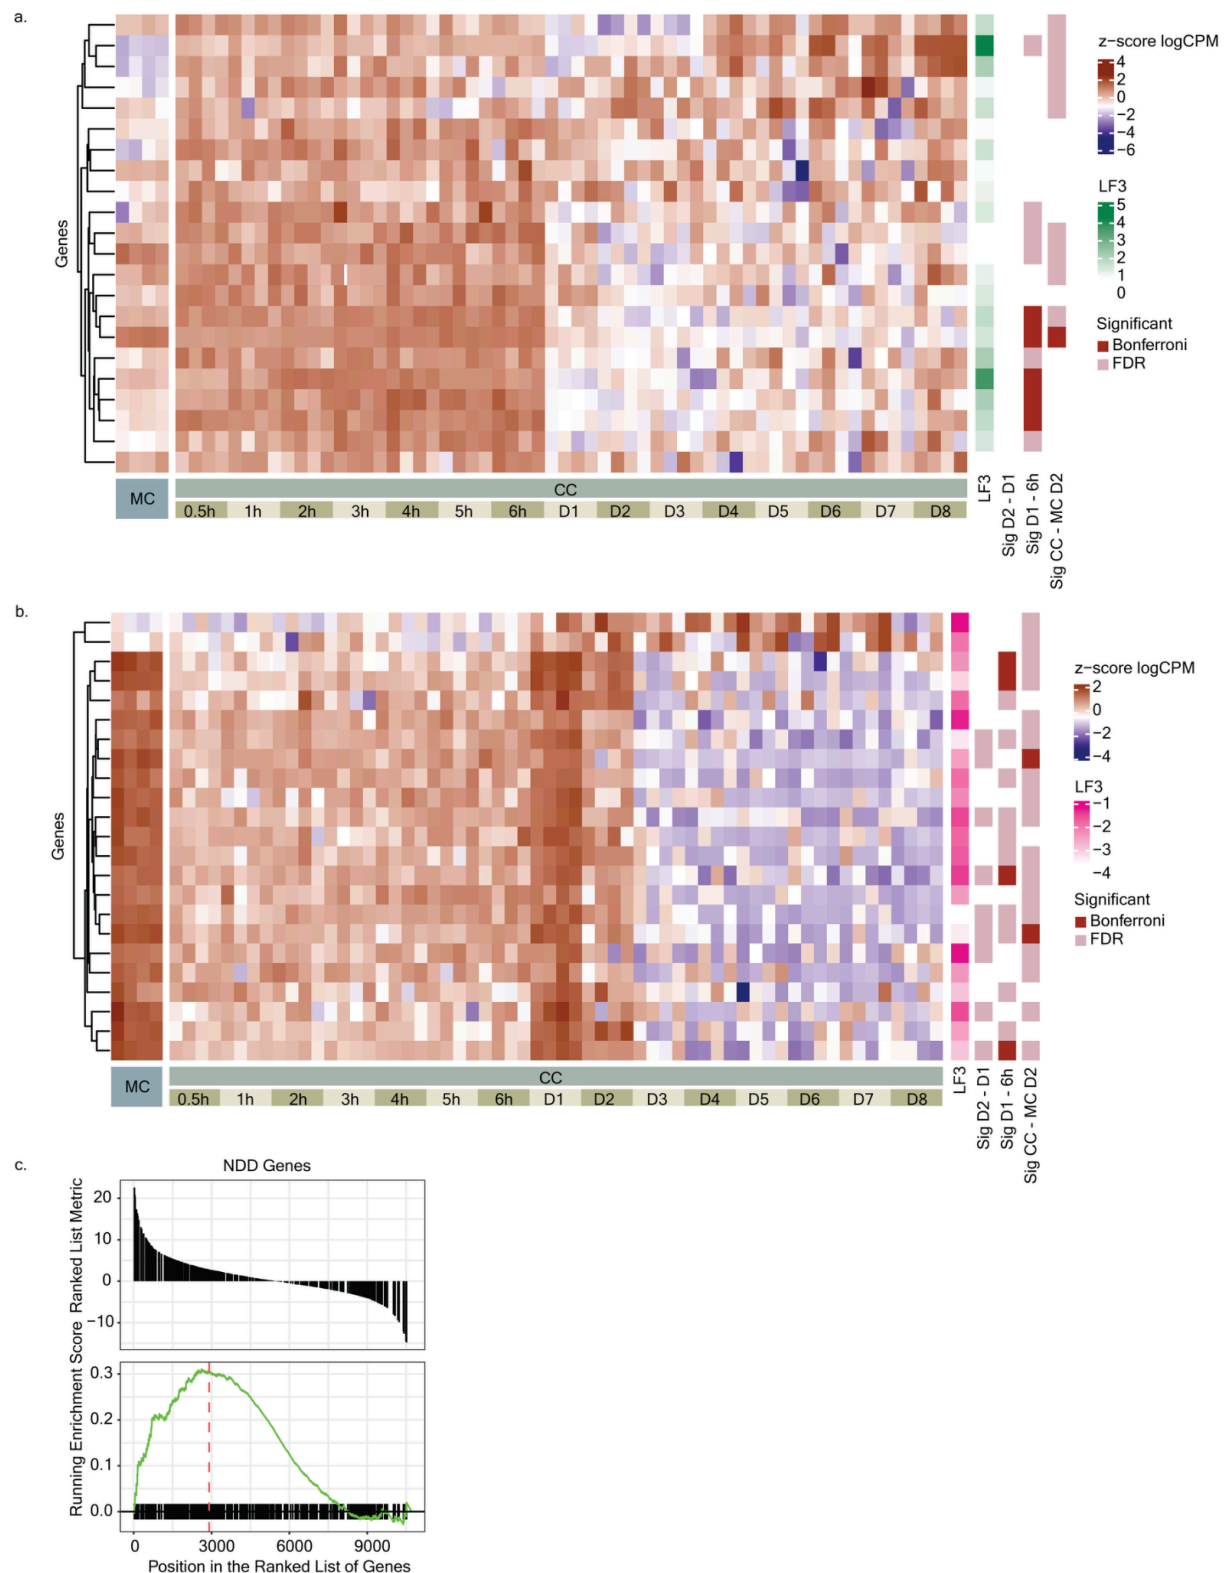 a.
z−score logCPM
4
2
0
−2
−4
−6
LF3
5
4
3
2
1
0
Significant
Bonferroni
FDR
Genes
MC
CC
0.5h 1h 2h 3h 4h 5h 6h D1 D2 D3 D4 D5 D6 D7 D8
LF3
Sig D2 - D1
Sig D1 - 6h
Sig CC - MC D2
b.
z−score logCPM
2
0
−2
−4
LF3
−1
−2
−3
−4
Significant
Bonferroni
FDR
Genes
MC
CC
0.5h 1h 2h 3h 4h 5h 6h D1 D2 D3 D4 D5 D6 D7 D8
LF3
Sig D2 - D1
Sig D1 - 6h
Sig CC - MC D2
c.
NDD Genes
Ranked List Metric
20
10
0
−10
Running Enrichment Score
0.3
0.2
0.1
0.0
0 3000 6000 9000
Position in the Ranked List of Genes